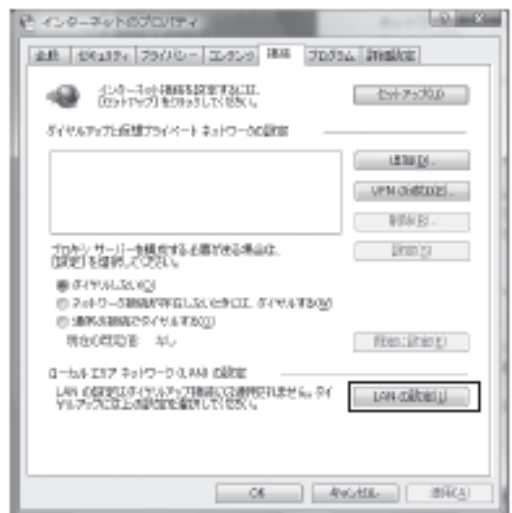 インターネットのプロパティ
全般 セキュリティ プライバシー コンテンツ 接続 プログラム 詳細設定
インターネット接続を設定するには、
[セットアップ] をクリックしてください。
セットアップ(U)
ダイヤルアップと仮想プライベート ネットワークの設定
追加(D)...
VPN の追加(P)...
削除(R)...
プロキシ サーバーを構成する必要がある場合は、
[設定] を選択してください。
設定(S)
ダイヤルしない(C)
ネットワーク接続が存在しないときには、ダイヤルする(W)
通常の接続でダイヤルする(O)
現在の既定値: なし
既定に設定(E)
ローカル エリア ネットワーク (LAN) の設定
LAN の設定はダイヤルアップ接続には適用されません。ダイ
ヤルアップには上の設定を選択してください。
LAN の設定(L)
OK キャンセル 適用(A)